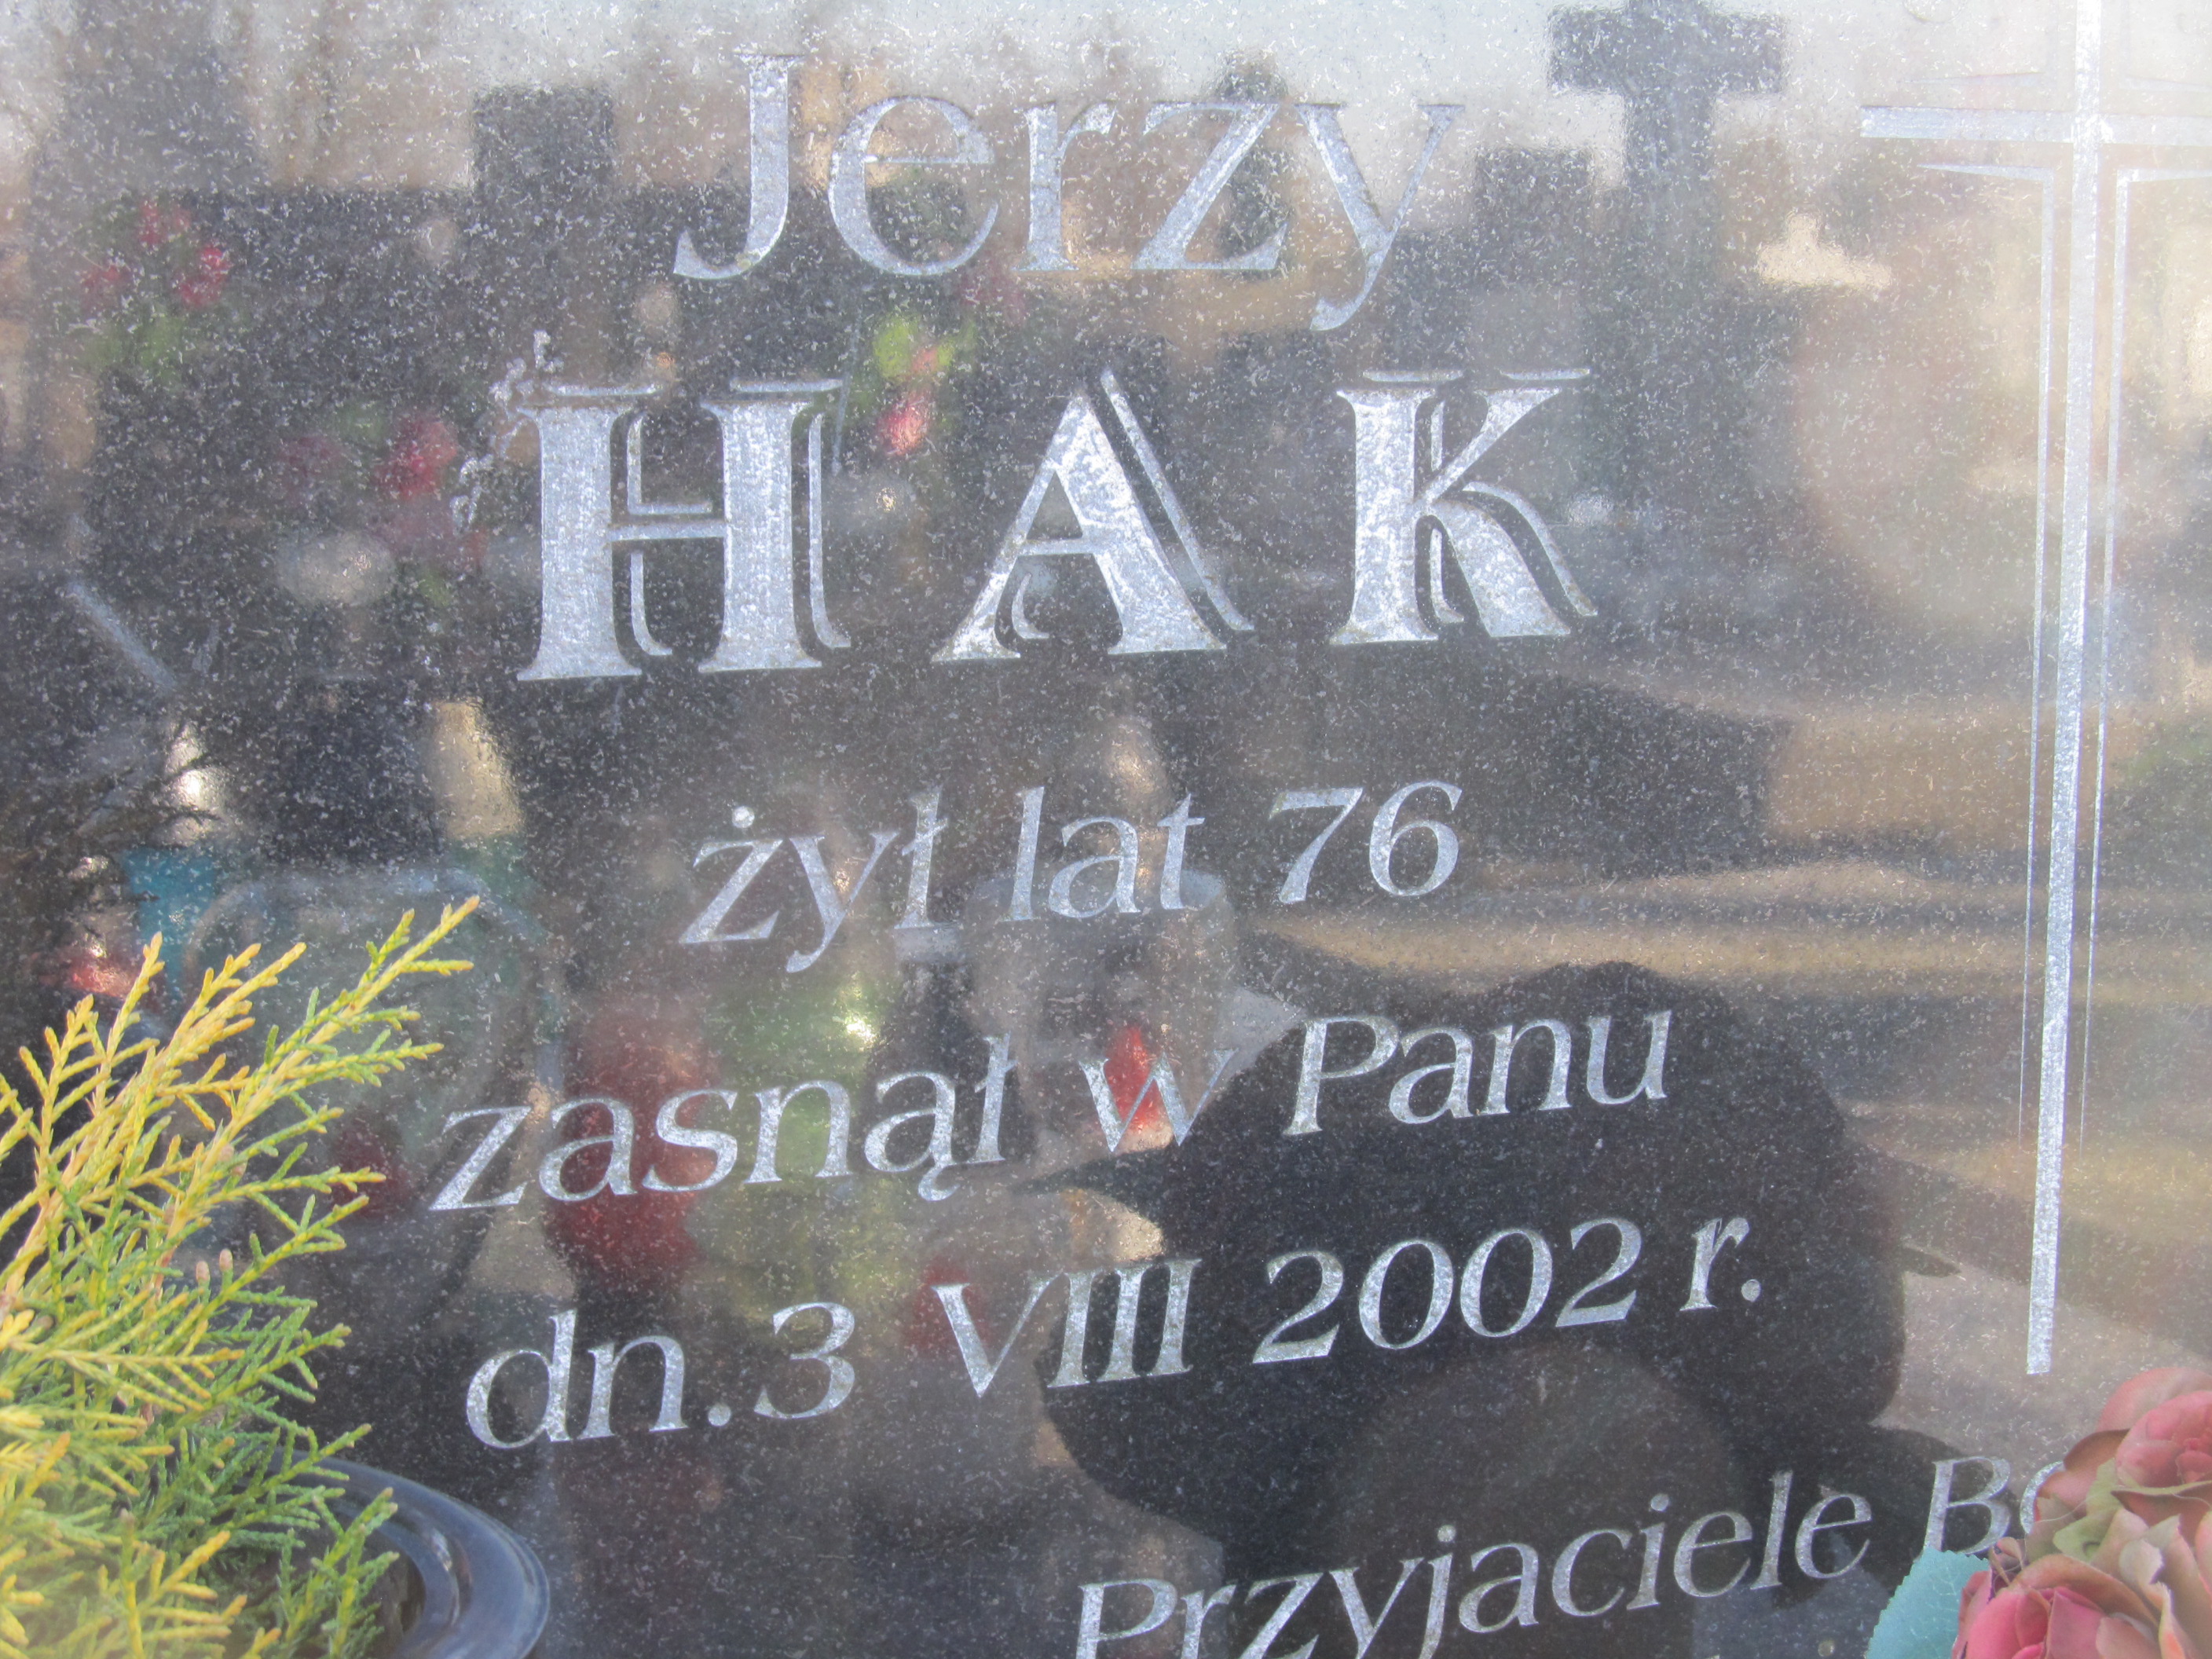 Jerzy
HAK
żył lat 76
zasnął w Panu
dn. 3 VIII 2002 r.
Przyjaciele